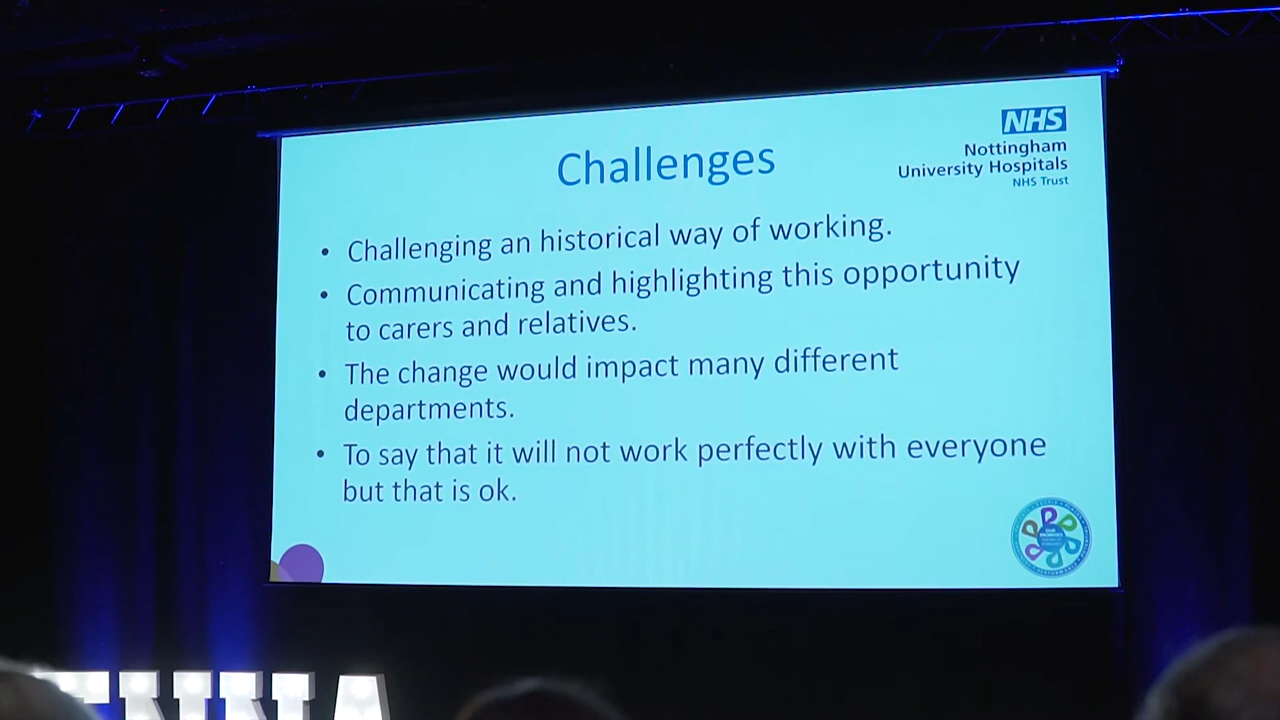 NHS
Nottingham
University Hospitals
NHS Trust
Challenges
• Challenging an historical way of working.
• Communicating and highlighting this opportunity
to carers and relatives.
• The change would impact many different
departments.
• To say that it will not work perfectly with everyone
but that is ok.